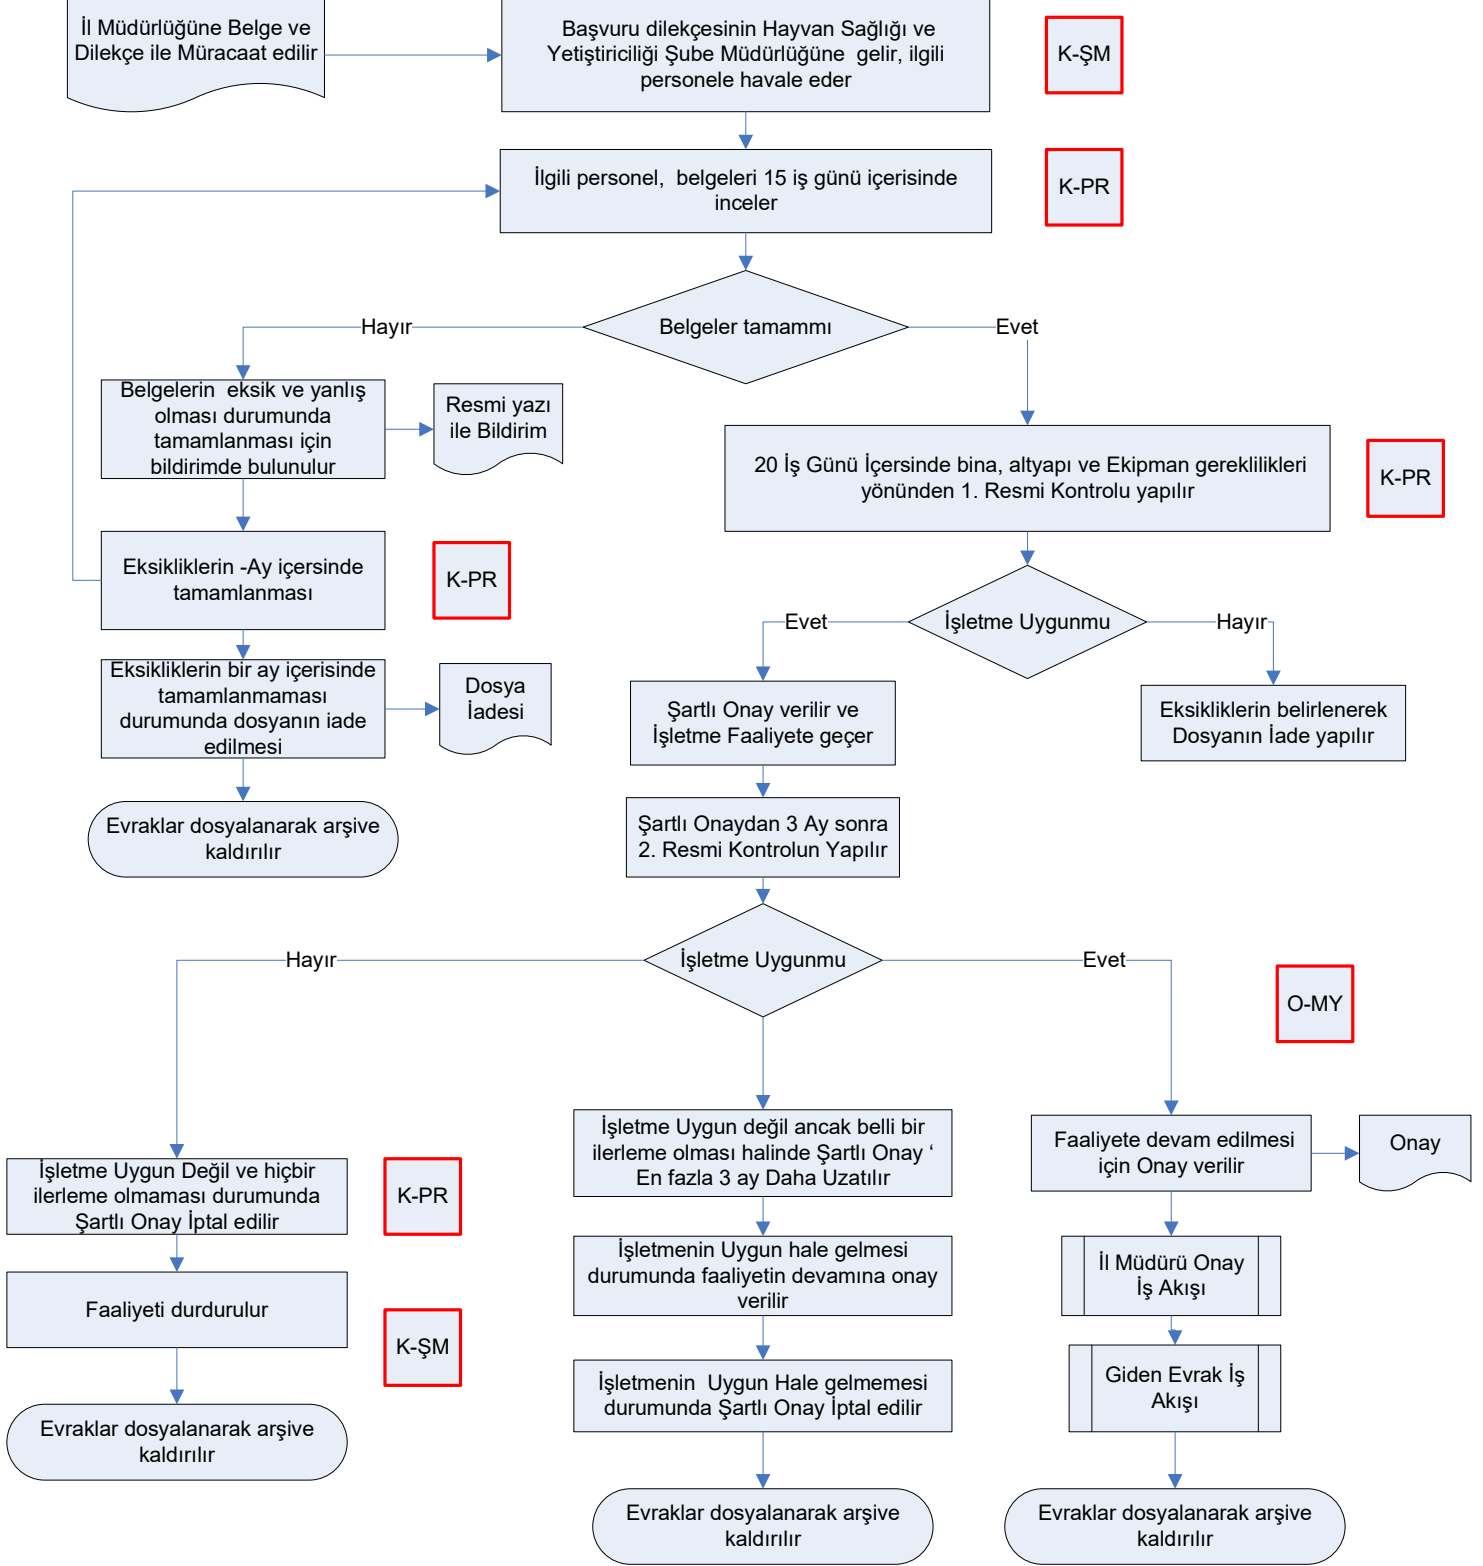 İl Müdürlüğüne Belge ve
Dilekçe ile Müracaat edilir
Başvuru dilekçesinin Hayvan Sağlığı ve
Yetiştiriciliği Şube Müdürlüğüne gelir, ilgili
personele havale eder
K-ŞM
İlgili personel, belgeleri 15 iş günü içerisinde
inceler
K-PR
Belgeler tamammı
Hayır
Evet
Belgelerin eksik ve yanlış
olması durumunda
tamamlanması için
bildirimde bulunulur
Resmi yazı
ile Bildirim
20 İş Günü İçersinde bina, altyapı ve Ekipman gereklilikleri
yönünden 1. Resmi Kontrolu yapılır
K-PR
Eksikliklerin -Ay içersinde
tamamlanması
K-PR
İşletme Uygunmu
Evet
Hayır
Eksikliklerin bir ay içerisinde
tamamlanmaması
durumunda dosyanın iade
edilmesi
Dosya
İadesi
Şartlı Onay verilir ve
İşletme Faaliyete geçer
Eksikliklerin belirlenerek
Dosyanın İade yapılır
Evraklar dosyalanarak arşive
kaldırılır
Şartlı Onaydan 3 Ay sonra
2. Resmi Kontrolun Yapılır
İşletme Uygunmu
Hayır
Evet
O-MY
İşletme Uygun Değil ve hiçbir
ilerleme olmaması durumunda
Şartlı Onay İptal edilir
K-PR
İşletme Uygun değil ancak belli bir
ilerleme olması halinde Şartlı Onay ‘
En fazla 3 ay Daha Uzatılır
Faaliyete devam edilmesi
için Onay verilir
Onay
Faaliyeti durdurulur
K-ŞM
İşletmenin Uygun hale gelmesi
durumunda faaliyetin devamına onay
verilir
İl Müdürü Onay
İş Akışı
İşletmenin Uygun Hale gelmemesi
durumunda Şartlı Onay İptal edilir
Giden Evrak İş
Akışı
Evraklar dosyalanarak arşive
kaldırılır
Evraklar dosyalanarak arşive
kaldırılır
Evraklar dosyalanarak arşive
kaldırılır